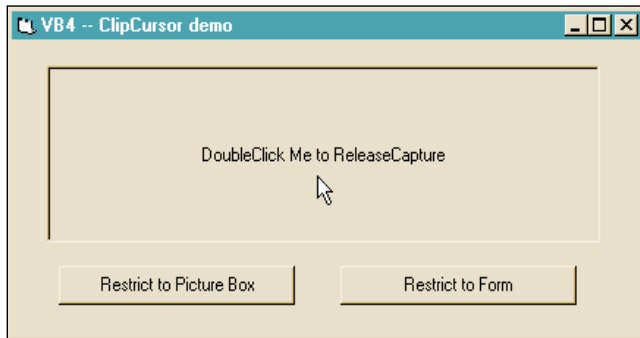 VB4 -- ClipCursor demo
DoubleClick Me to ReleaseCapture
Restrict to Picture Box
Restrict to Form